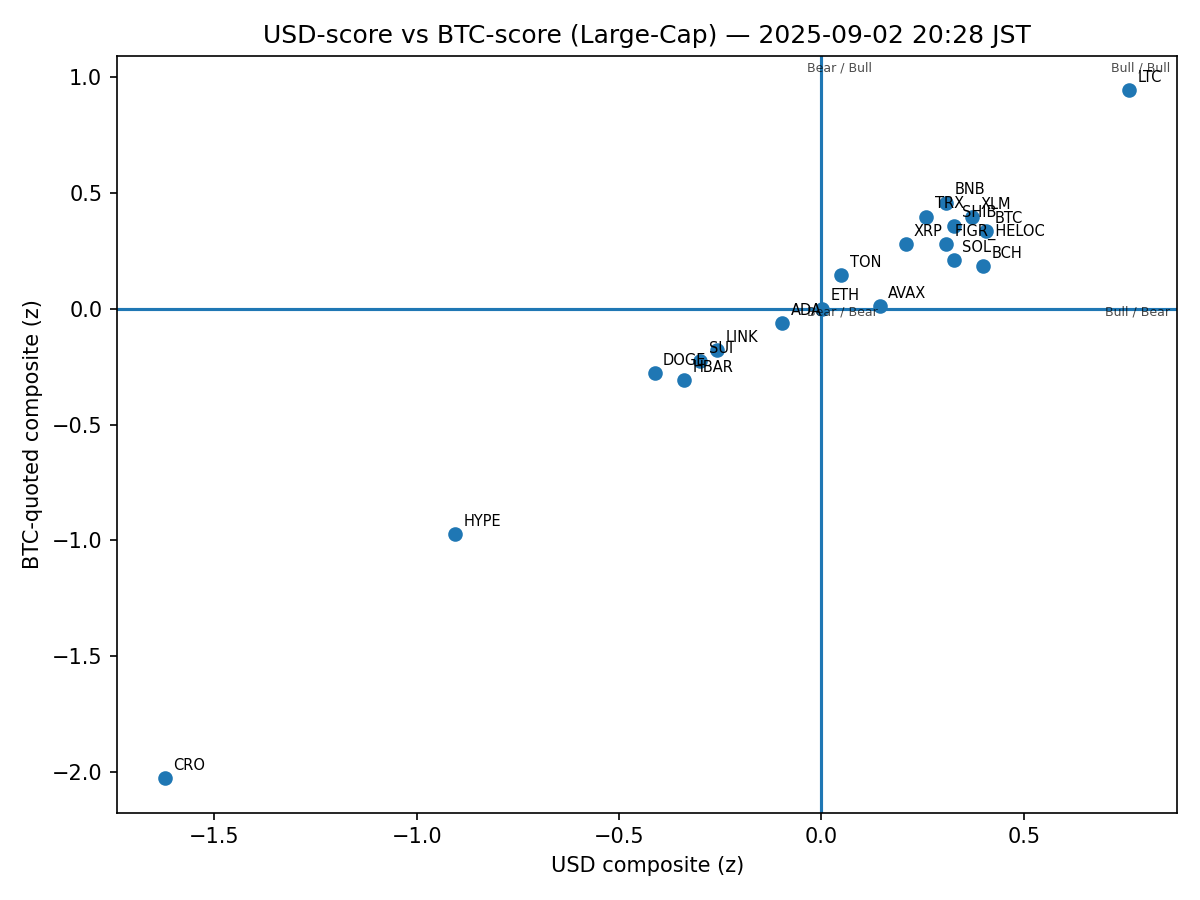 USD-score vs BTC-score (Large-Cap) — 2025-09-02 20:28 JST
Bear / Bull
Bull / Bull
LTC
BNB
TRX
XLM
SHIB
BTC
XRP
FIGR_HELOC
SOL
BCH
TON
ETH
AVAX
ADA
Bear / Bear
Bull / Bear
LINK
SUI
DOGE
HBAR
HYPE
CRO
1.0
0.5
0.0
−0.5
−1.0
−1.5
−2.0
BTC-quoted composite (z)
−1.5
−1.0
−0.5
0.0
0.5
USD composite (z)